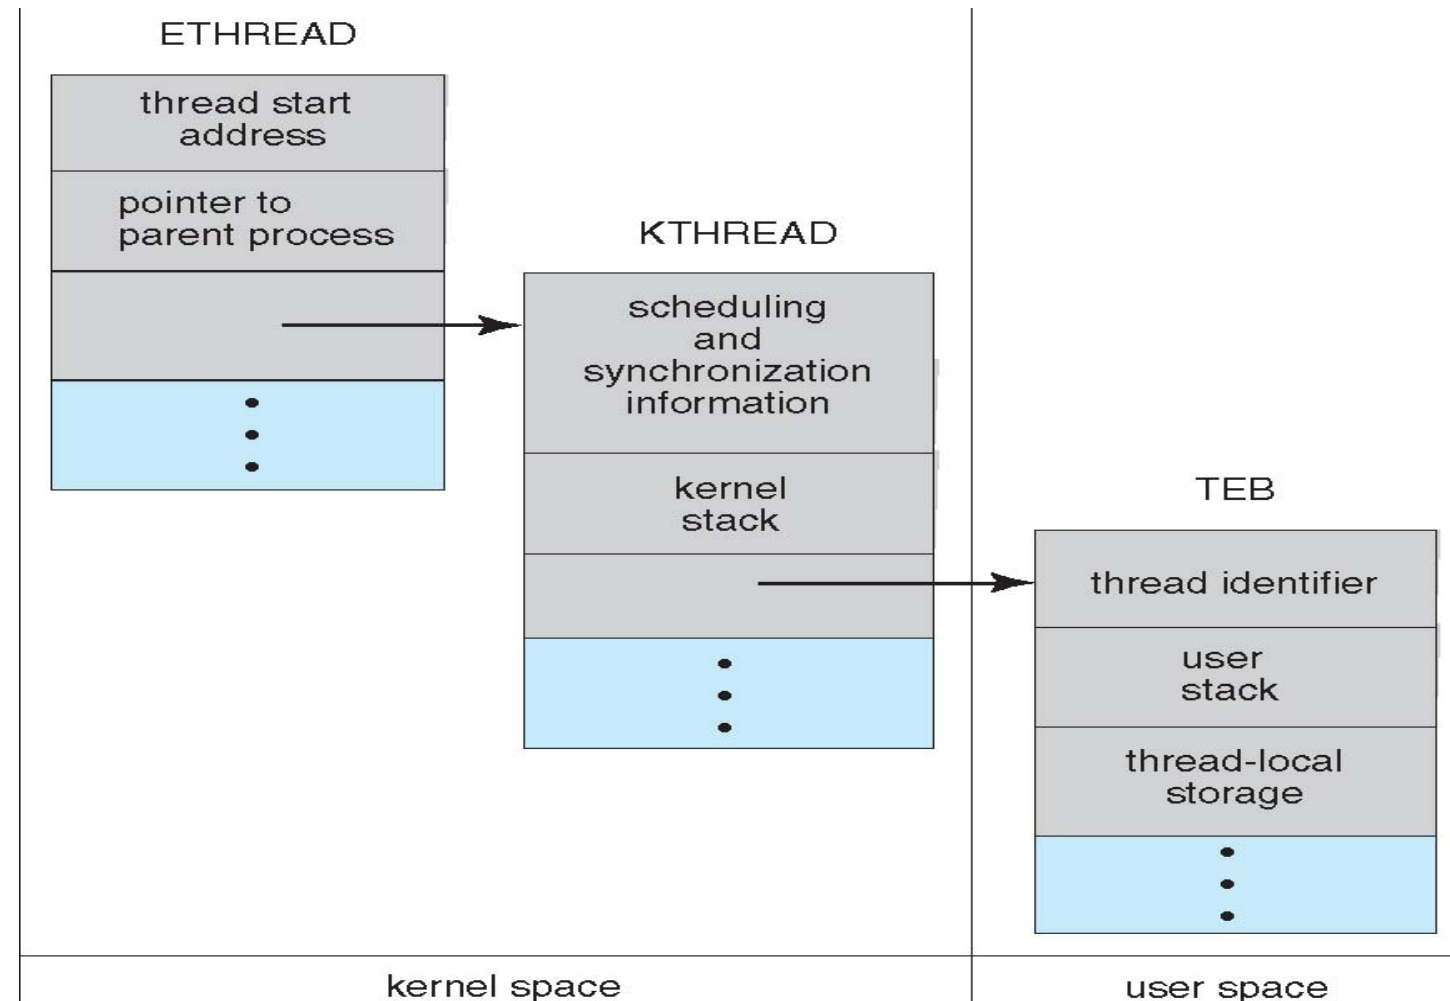 ETHREAD
thread start
address
pointer to
parent process
KTHREAD
scheduling
and
synchronization
information
kernel
stack
TEB
thread identifier
user
stack
thread-local
storage
kernel space
user space